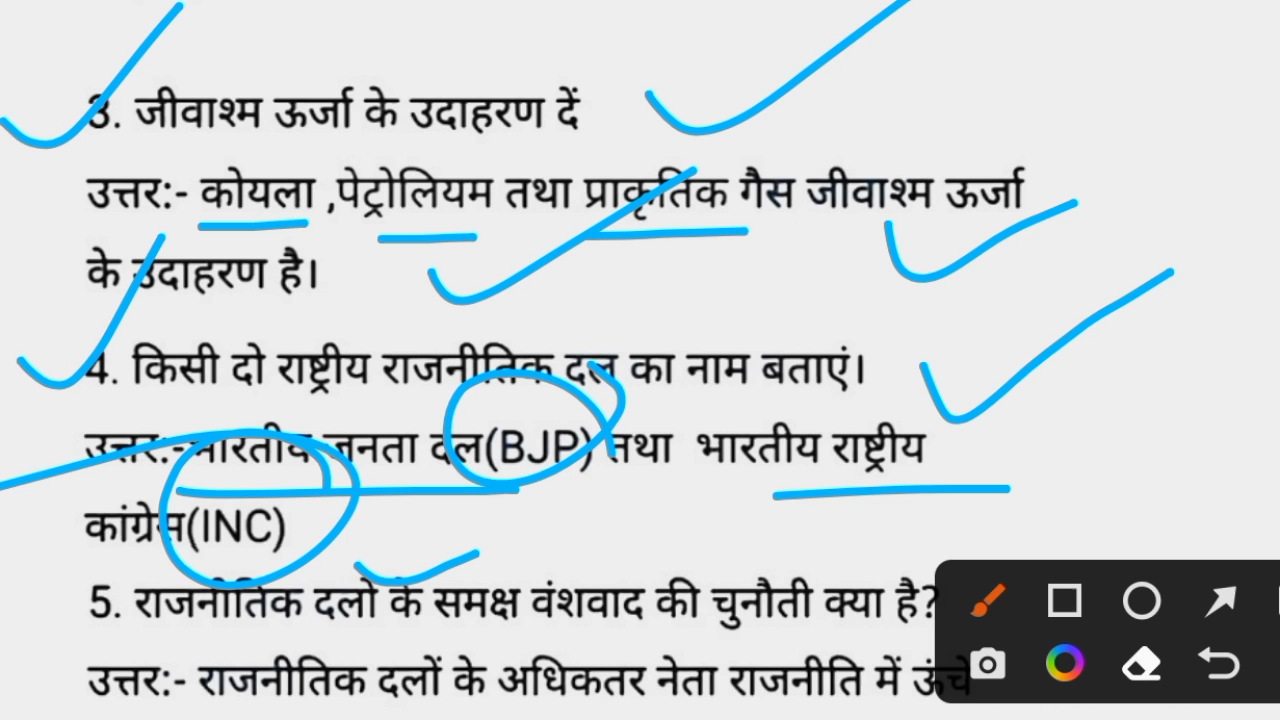 3. जीवाश्म ऊर्जा के उदाहरण दें
उत्तर:- कोयला ,पेट्रोलियम तथा प्राकृतिक गैस जीवाश्म ऊर्जा
के उदाहरण है।
4. किसी दो राष्ट्रीय राजनीतिक दल का नाम बताएं।
उत्तर:- भारतीय जनता दल(BJP) तथा भारतीय राष्ट्रीय
कांग्रेस(INC)
5. राजनीतिक दलो के समक्ष वंशवाद की चुनौती क्या है?
उत्तर:- राजनीतिक दलों के अधिकतर नेता राजनीति में ऊंचे